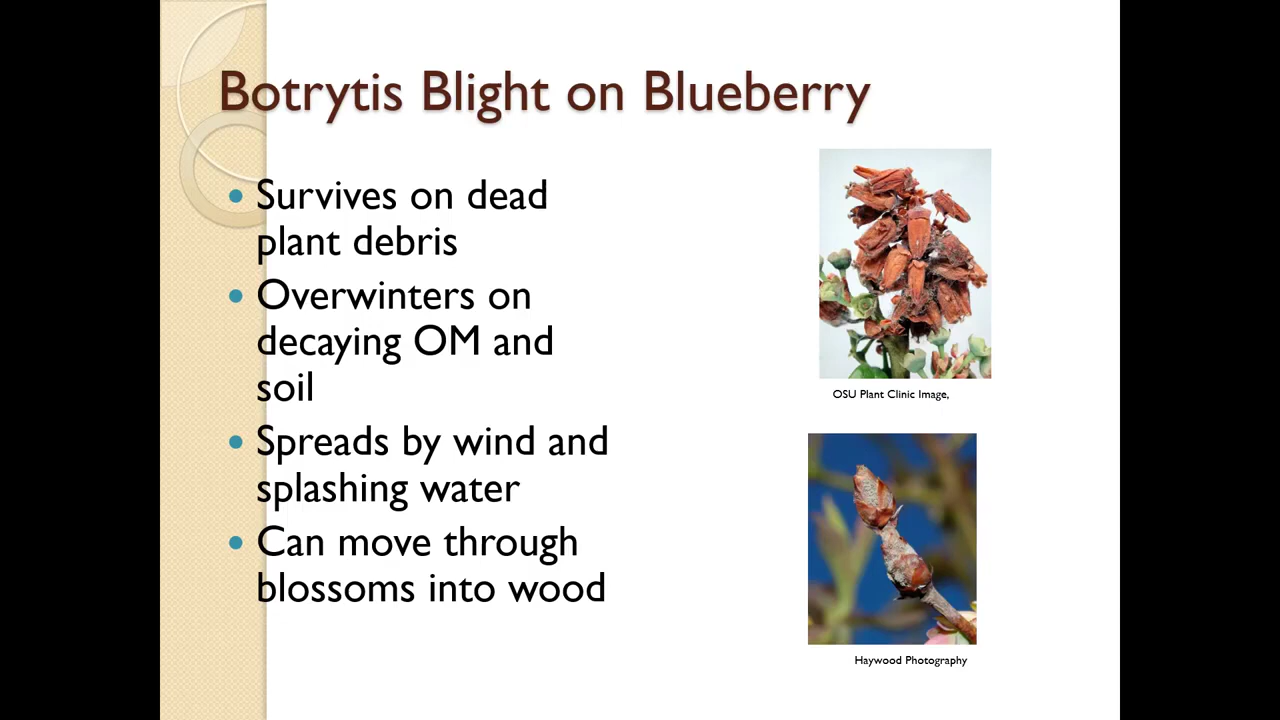 Botrytis Blight on Blueberry
Survives on dead
plant debris
Overwinters on
decaying OM and
soil
Spreads by wind and
splashing water
Can move through
blossoms into wood
OSU Plant Clinic Image,
Haywood Photography